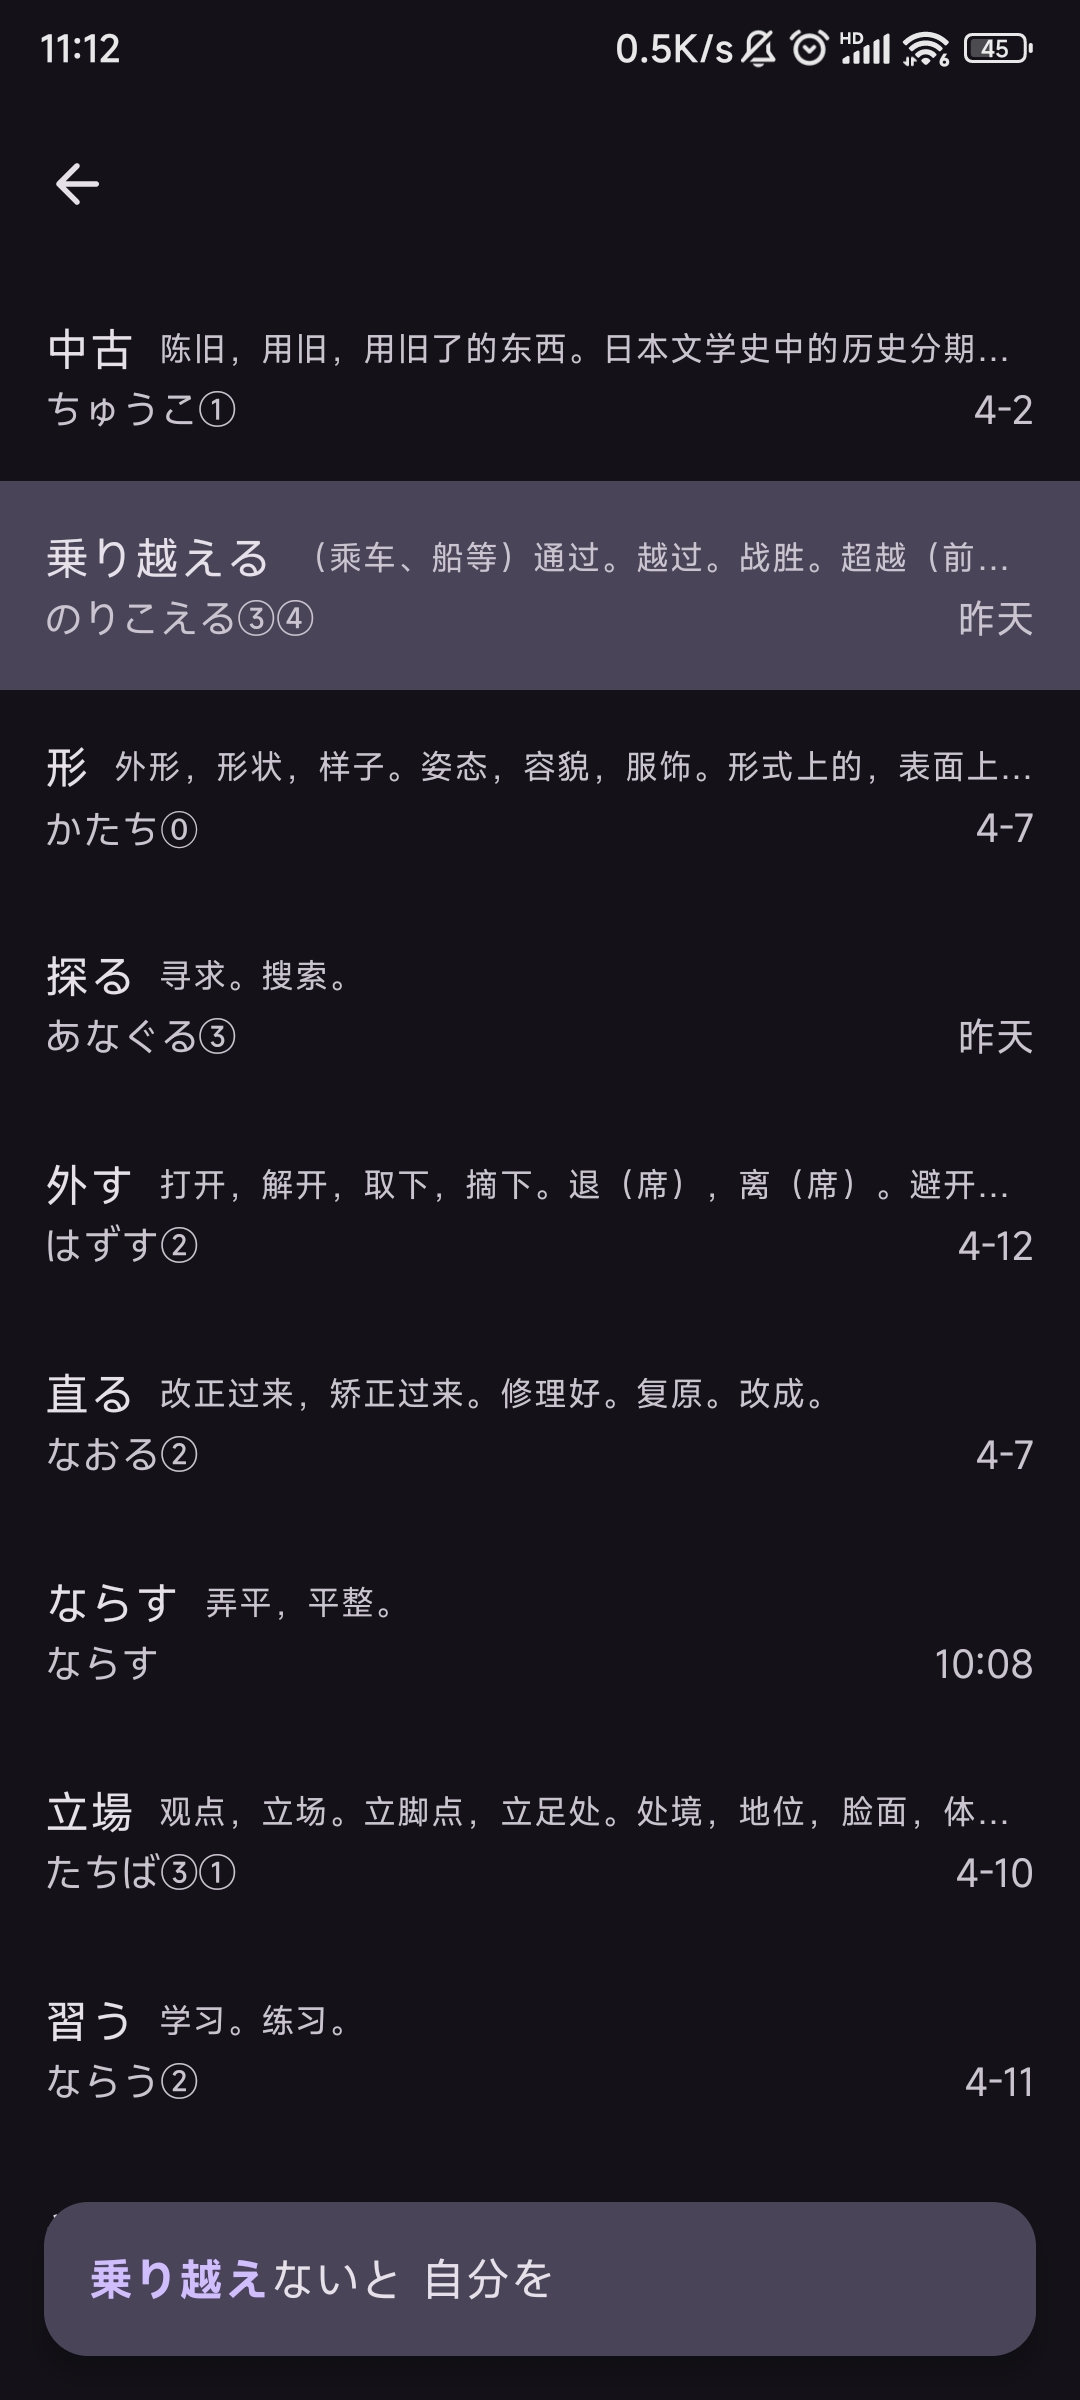 11:12 0.5K/s HD 6 45
中古 陈旧，用旧，用旧了的东西。日本文学史中的历史分期…
ちゅうこ① 4-2
乗り越える （乘车、船等）通过。越过。战胜。超越（前…
のりこえる③④ 昨天
形 外形，形状，样子。姿态，容貌，服饰。形式上的，表面上…
かたち⓪ 4-7
探る 寻求。搜索。
あなぐる③ 昨天
外す 打开，解开，取下，摘下。退（席），离（席）。避开…
はずす② 4-12
直る 改正过来，矫正过来。修理好。复原。改成。
なおる② 4-7
ならす 弄平，平整。
ならす 10:08
立場 观点，立场。立脚点，立足处。处境，地位，脸面，体…
たちば③① 4-10
習う 学习。练习。
ならう② 4-11
乗り越えないと 自分を